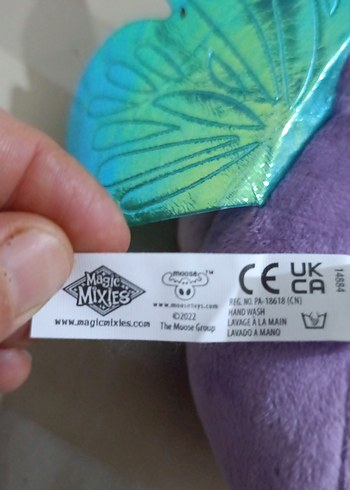 Magic
MIXIES
www.magicmixies.com
moose
TM
www.moosetoys.com
©2022
The Moose Group
CE
UK
CA
REG. NO. PA-18618 (CN)
HAND WASH
LAVAGE À LA MAIN
LAVADO A MANO
14884